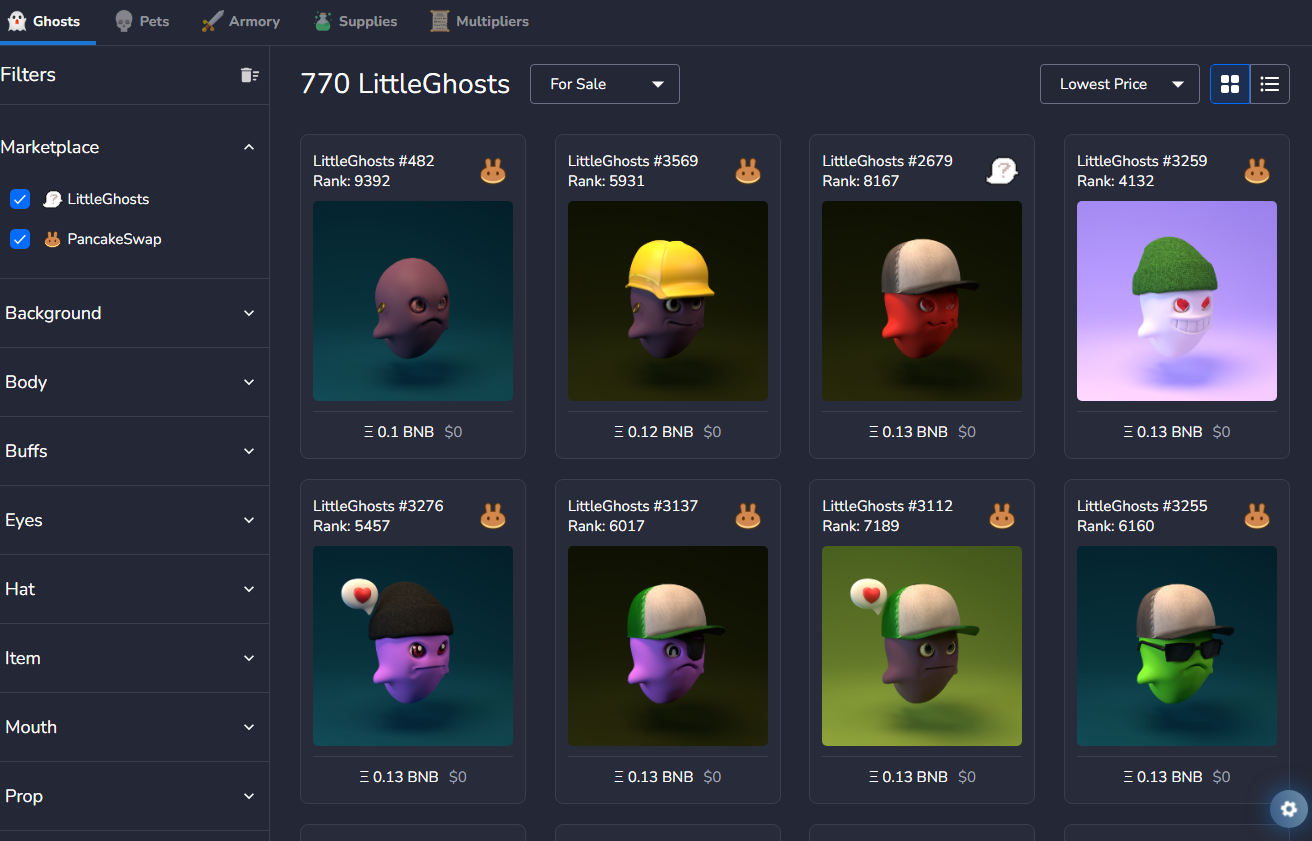 Ghosts
Pets
Armory
Supplies
Multipliers
Filters
Marketplace
LittleGhosts
PancakeSwap
Background
Body
Buffs
Eyes
Hat
Item
Mouth
Prop
770 LittleGhosts
For Sale
Lowest Price
LittleGhosts #482
Rank: 9392
Ξ 0.1 BNB $0
LittleGhosts #3569
Rank: 5931
Ξ 0.12 BNB $0
LittleGhosts #2679
Rank: 8167
?
Ξ 0.13 BNB $0
LittleGhosts #3259
Rank: 4132
Ξ 0.13 BNB $0
LittleGhosts #3276
Rank: 5457
Ξ 0.13 BNB $0
LittleGhosts #3137
Rank: 6017
Ξ 0.13 BNB $0
LittleGhosts #3112
Rank: 7189
Ξ 0.13 BNB $0
LittleGhosts #3255
Rank: 6160
Ξ 0.13 BNB $0